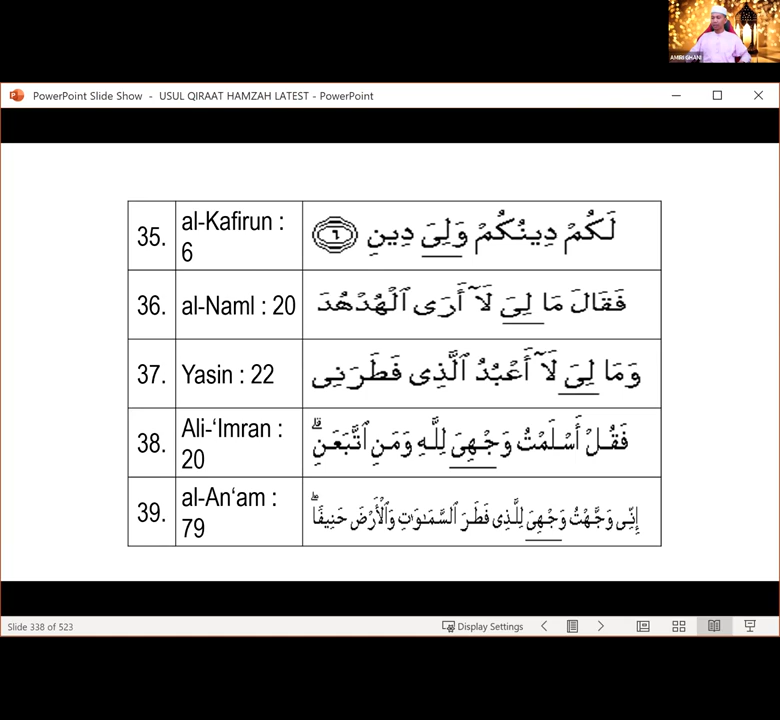 AMIRI GHANI
PowerPoint Slide Show - USUL QIRAAT HAMZAH LATEST - PowerPoint
35. al-Kafirun : 6 لَكُمْ دِينُكُمْ وَلِىَ دِينِ ٦
36. al-Naml : 20 فَقَالَ مَا لِىَ لَآ أَرَى ٱلْهُدْهُدَ
37. Yasin : 22 وَمَا لِىَ لَآ أَعْبُدُ ٱلَّذِى فَطَرَنِى
38. Ali-‘Imran : 20 فَقُلْ أَسْلَمْتُ وَجْهِىَ لِلَّهِ وَمَنِ ٱتَّبَعَنِ ۗ
39. al-An‘am : 79 إِنِّى وَجَّهْتُ وَجْهِىَ لِلَّذِى فَطَرَ ٱلسَّمَـٰوَٰتِ وَٱلْأَرْضَ حَنِيفًا ۖ
Slide 338 of 523
Display Settings